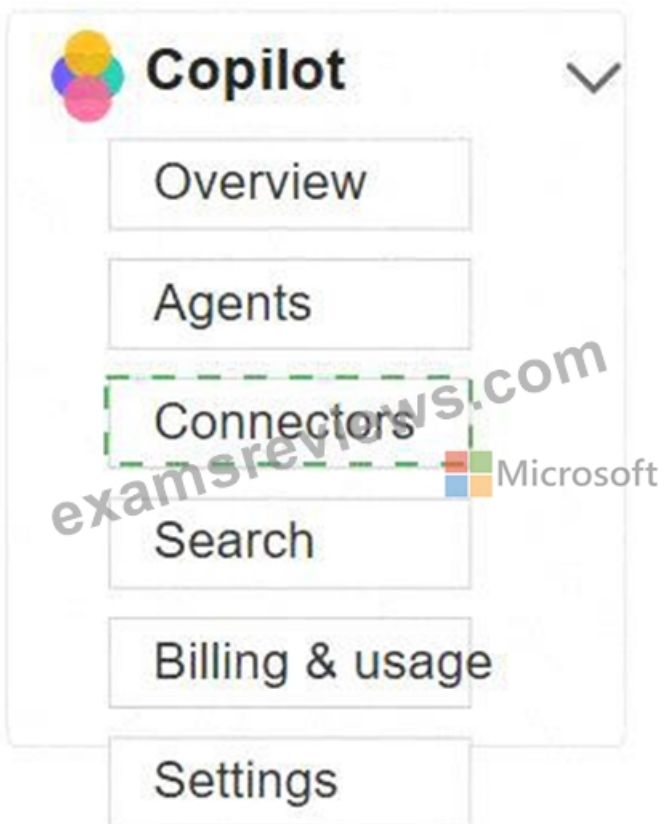 Copilot
Overview
Agents
Connectors
examsreviews.com
Microsoft
Search
Billing & usage
Settings